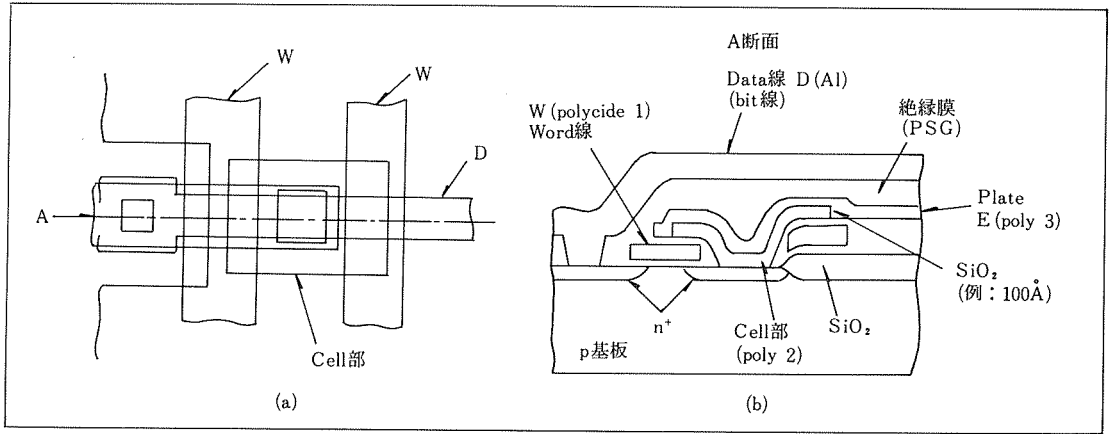 W
W
D
A
Cell部
(a)
A断面
Data線 D(Al)
(bit線)
W(polycide 1)
Word線
絶縁膜
(PSG)
Plate
E(poly 3)
SiO₂
(例：100Å)
SiO₂
Cell部
(poly 2)
n⁺
p基板
(b)